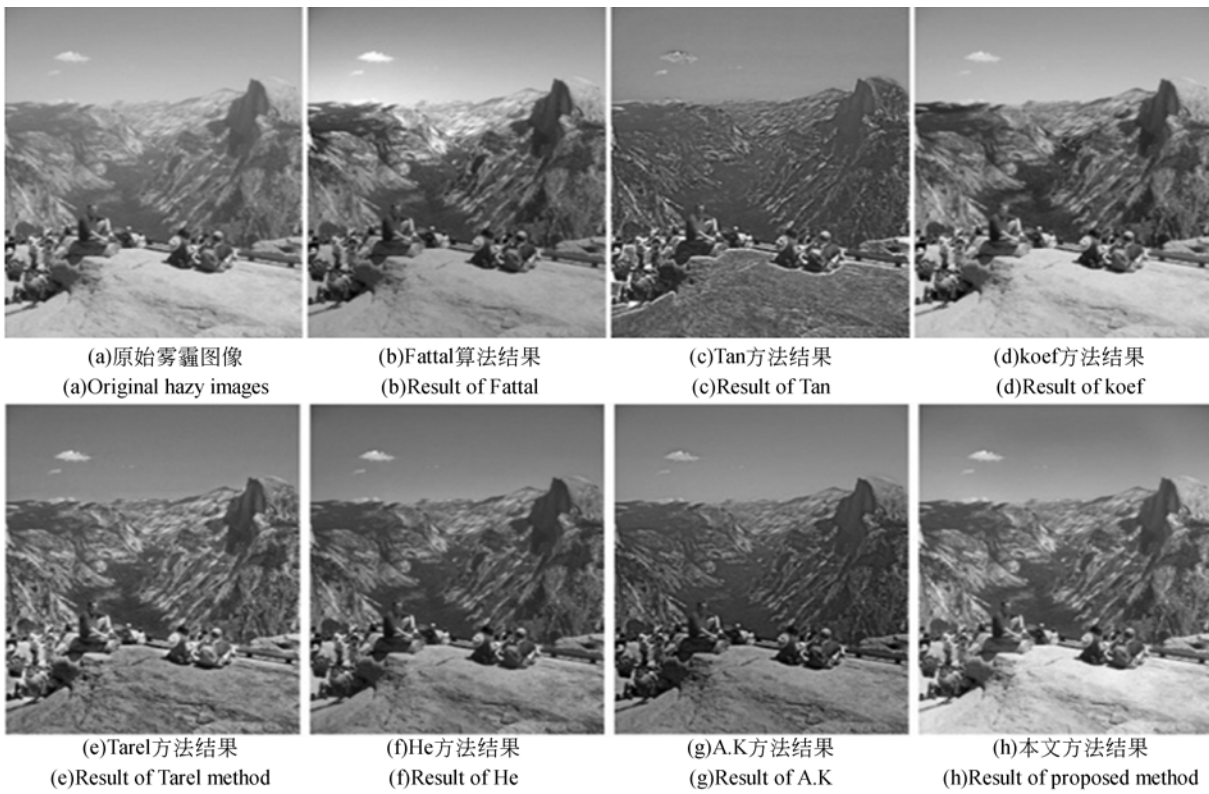 (a)原始雾霾图像
(a)Original hazy images
(b)Fattal算法结果
(b)Result of Fattal
(c)Tan方法结果
(c)Result of Tan
(d)koef方法结果
(d)Result of koef
(e)Tarel方法结果
(e)Result of Tarel method
(f)He方法结果
(f)Result of He
(g)A.K方法结果
(g)Result of A.K
(h)本文方法结果
(h)Result of proposed method